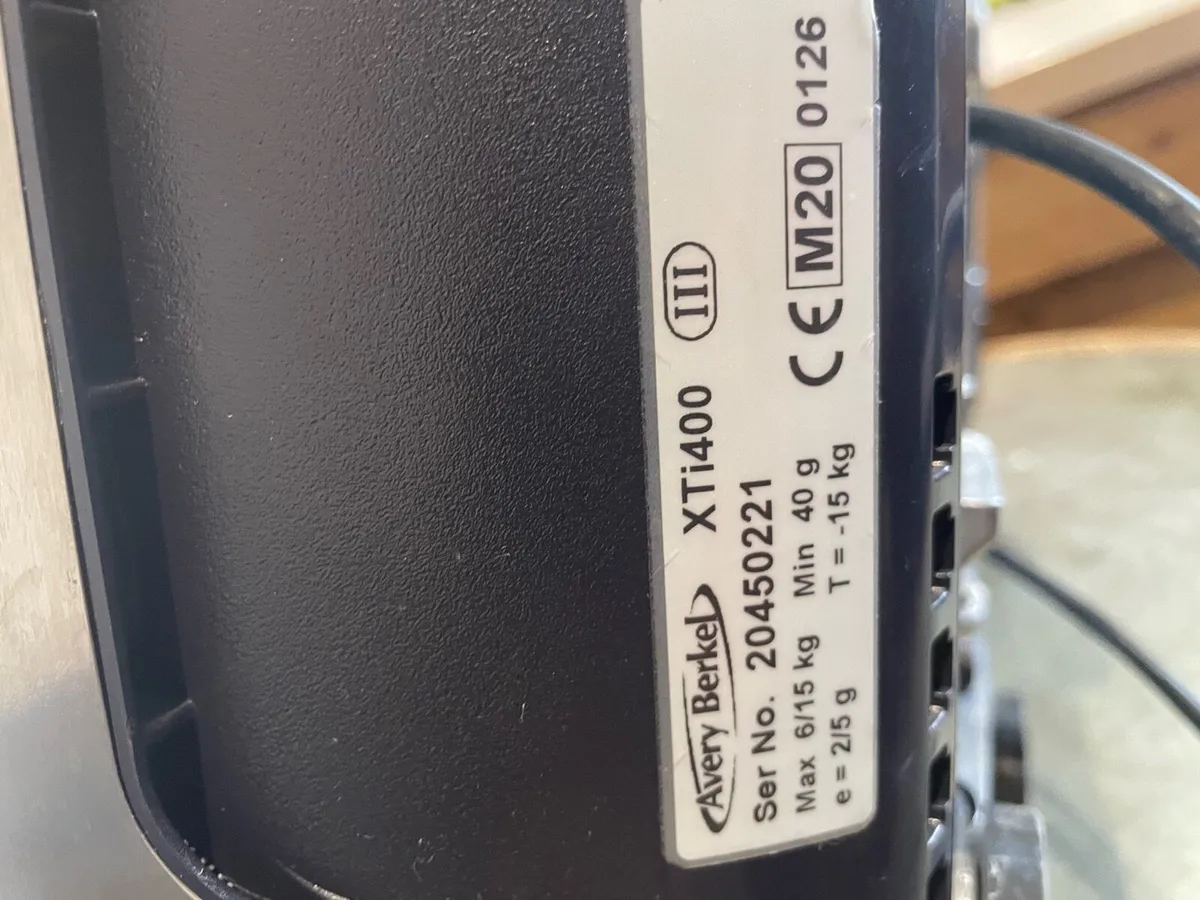 Avery Berkel XTi400 III
Ser No. 20450221
Max 6/15 kg Min 40 g CE M20 0126
e = 2/5 g T = -15 kg